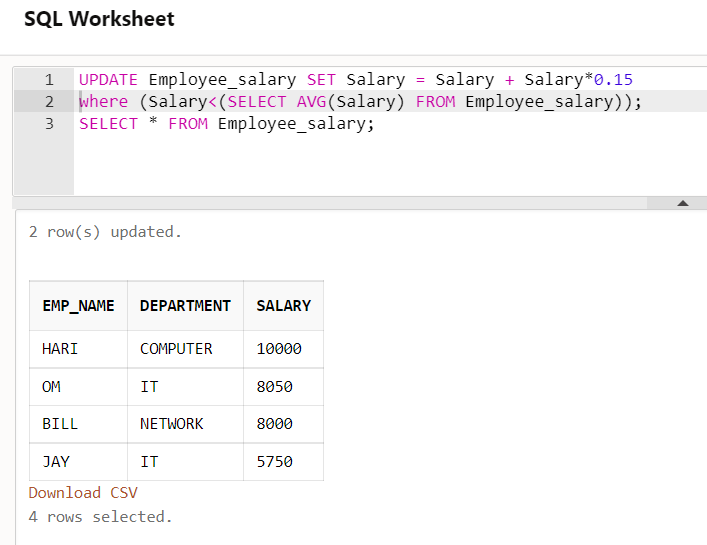 SQL Worksheet
1 UPDATE Employee_salary SET Salary = Salary + Salary*0.15
2 where (Salary<(SELECT AVG(Salary) FROM Employee_salary));
3 SELECT * FROM Employee_salary;
2 row(s) updated.
EMP_NAME DEPARTMENT SALARY
HARI COMPUTER 10000
OM IT 8050
BILL NETWORK 8000
JAY IT 5750
Download CSV
4 rows selected.